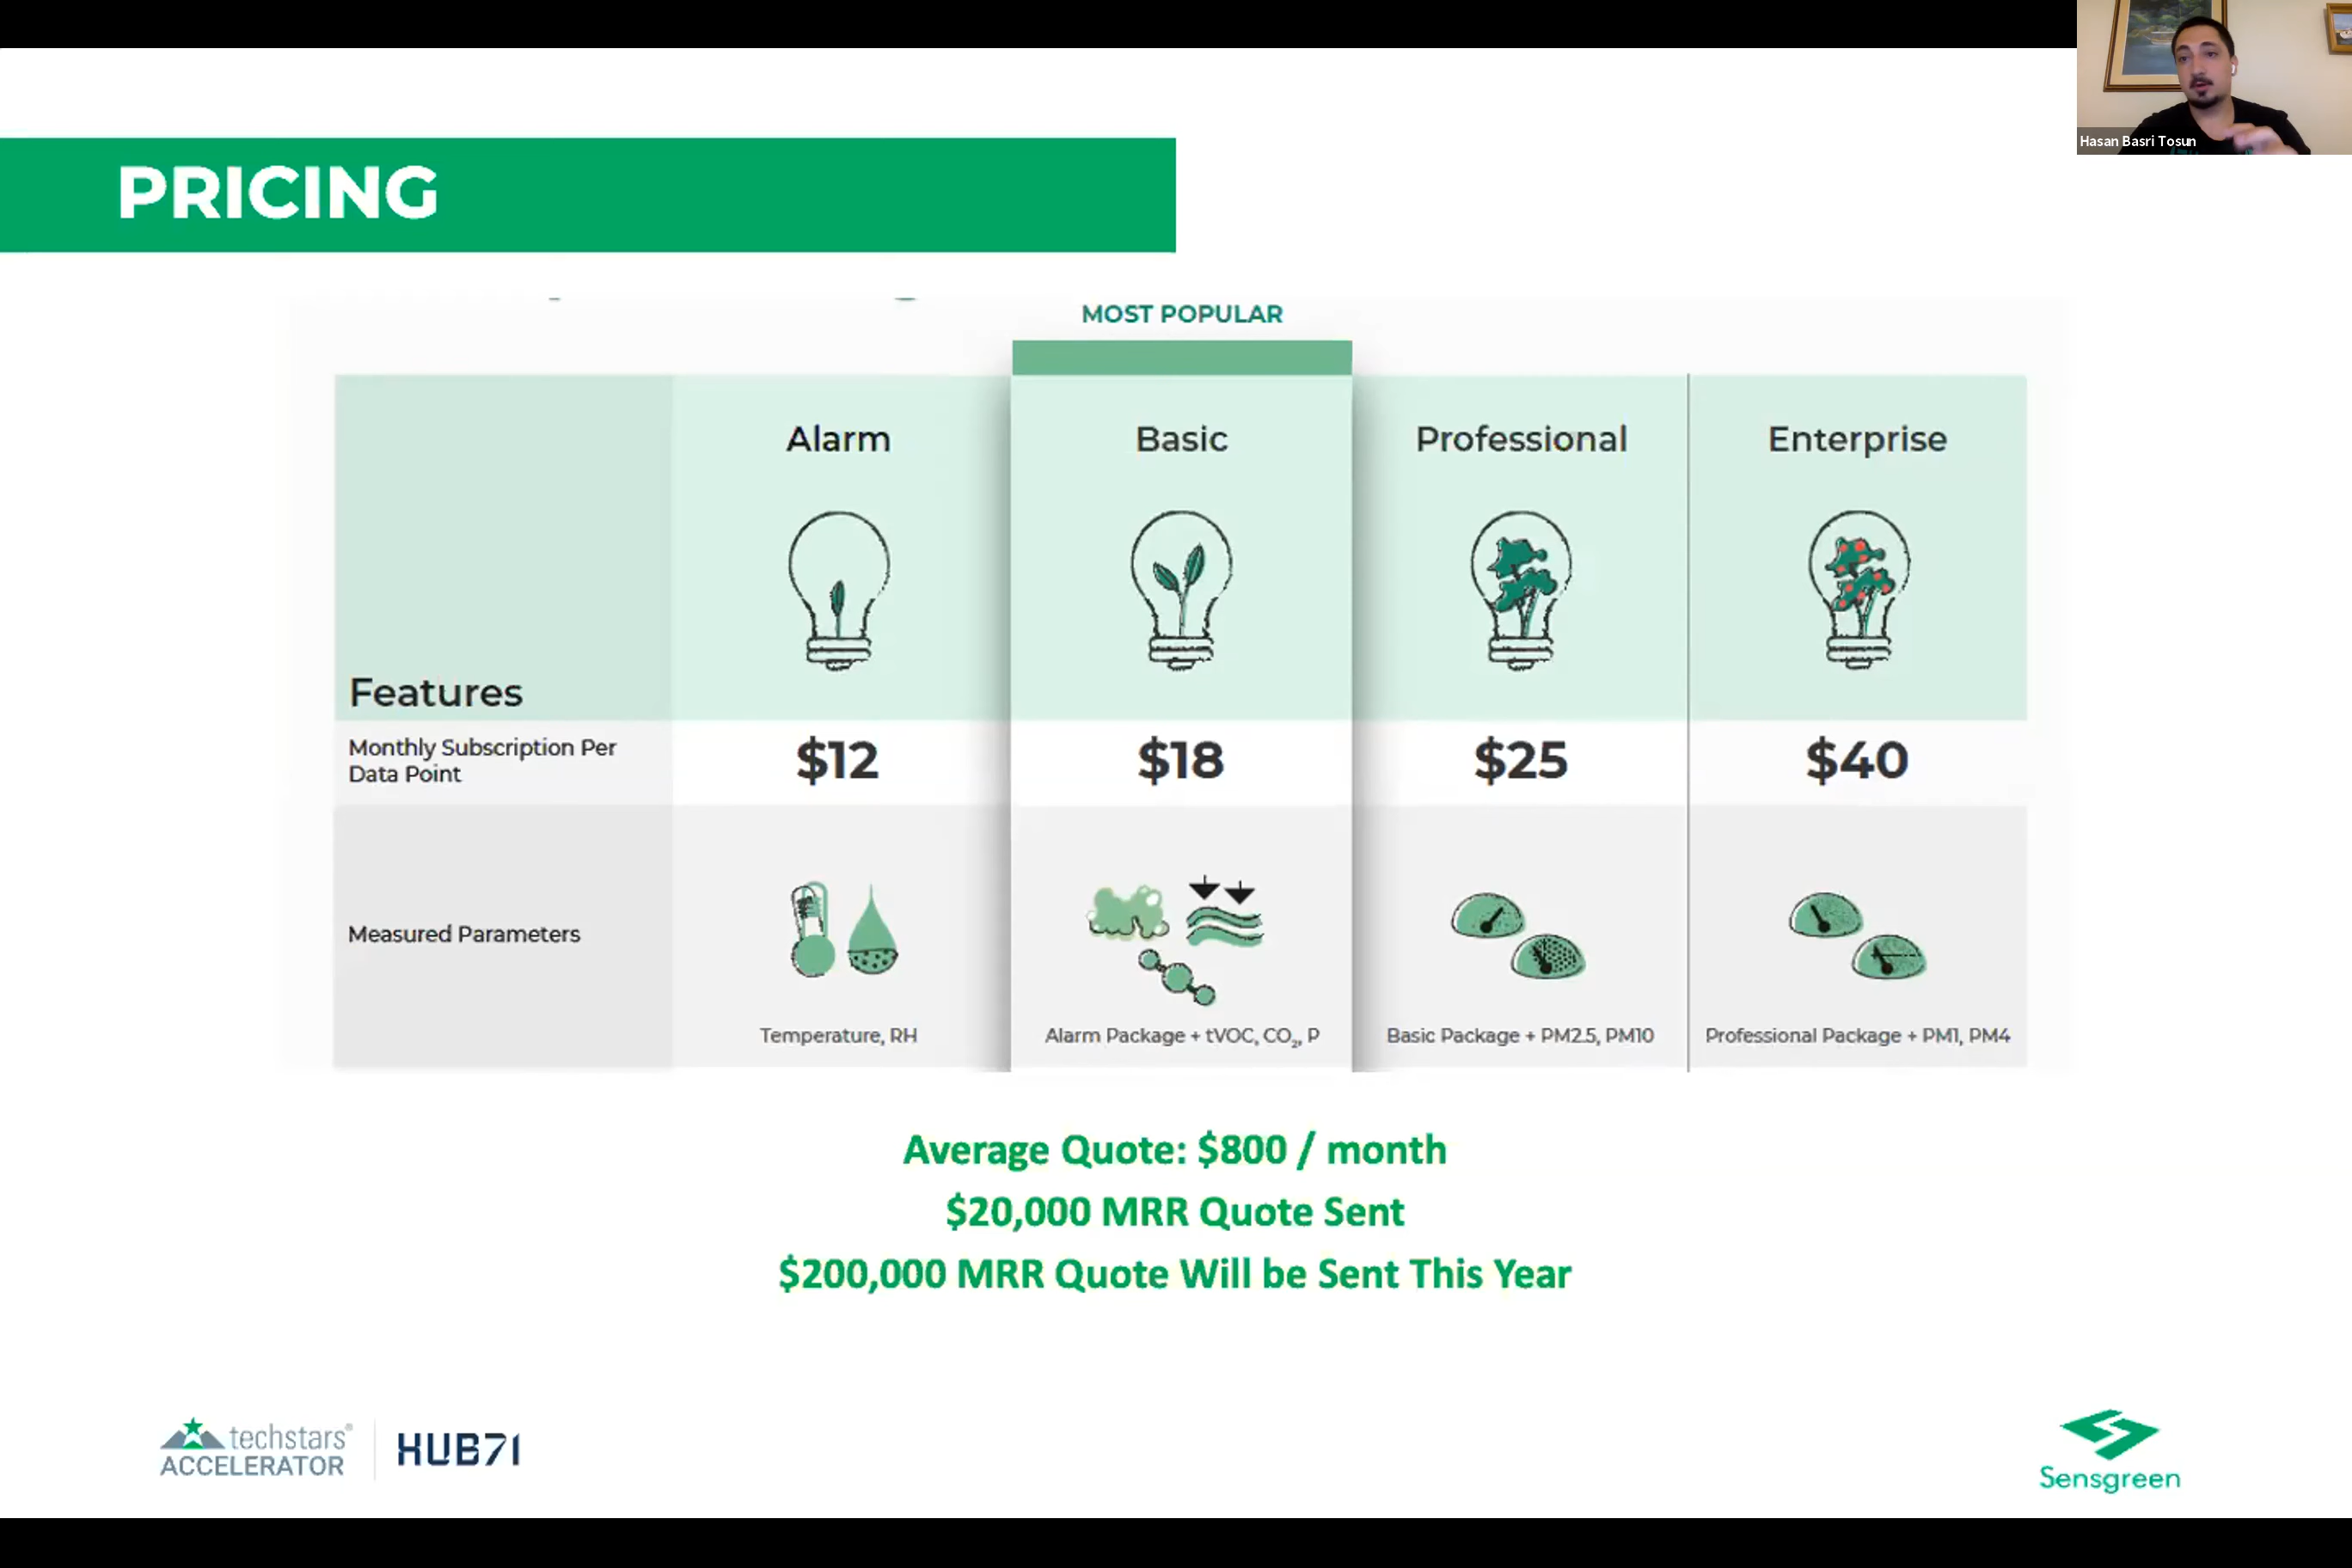 Hasan Basri Tosun
PRICING
MOST POPULAR
Alarm
Basic
Professional
Enterprise
Features
Monthly Subscription Per
Data Point
$12
$18
$25
$40
Measured Parameters
Temperature, RH
Alarm Package + tVOC, CO₂, P
Basic Package + PM2.5, PM10
Professional Package + PM1, PM4
Average Quote: $800 / month
$20,000 MRR Quote Sent
$200,000 MRR Quote Will be Sent This Year
techstars®
ACCELERATOR
HUB71
Sensgreen